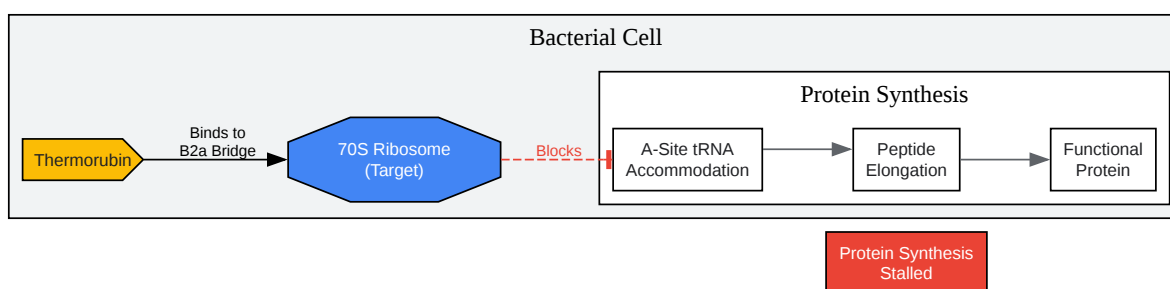 Bacterial Cell
Protein Synthesis
Thermorubin
Binds to
B2a Bridge
70S Ribosome
(Target)
Blocks
A-Site tRNA
Accommodation
Peptide
Elongation
Functional
Protein
Protein Synthesis
Stalled